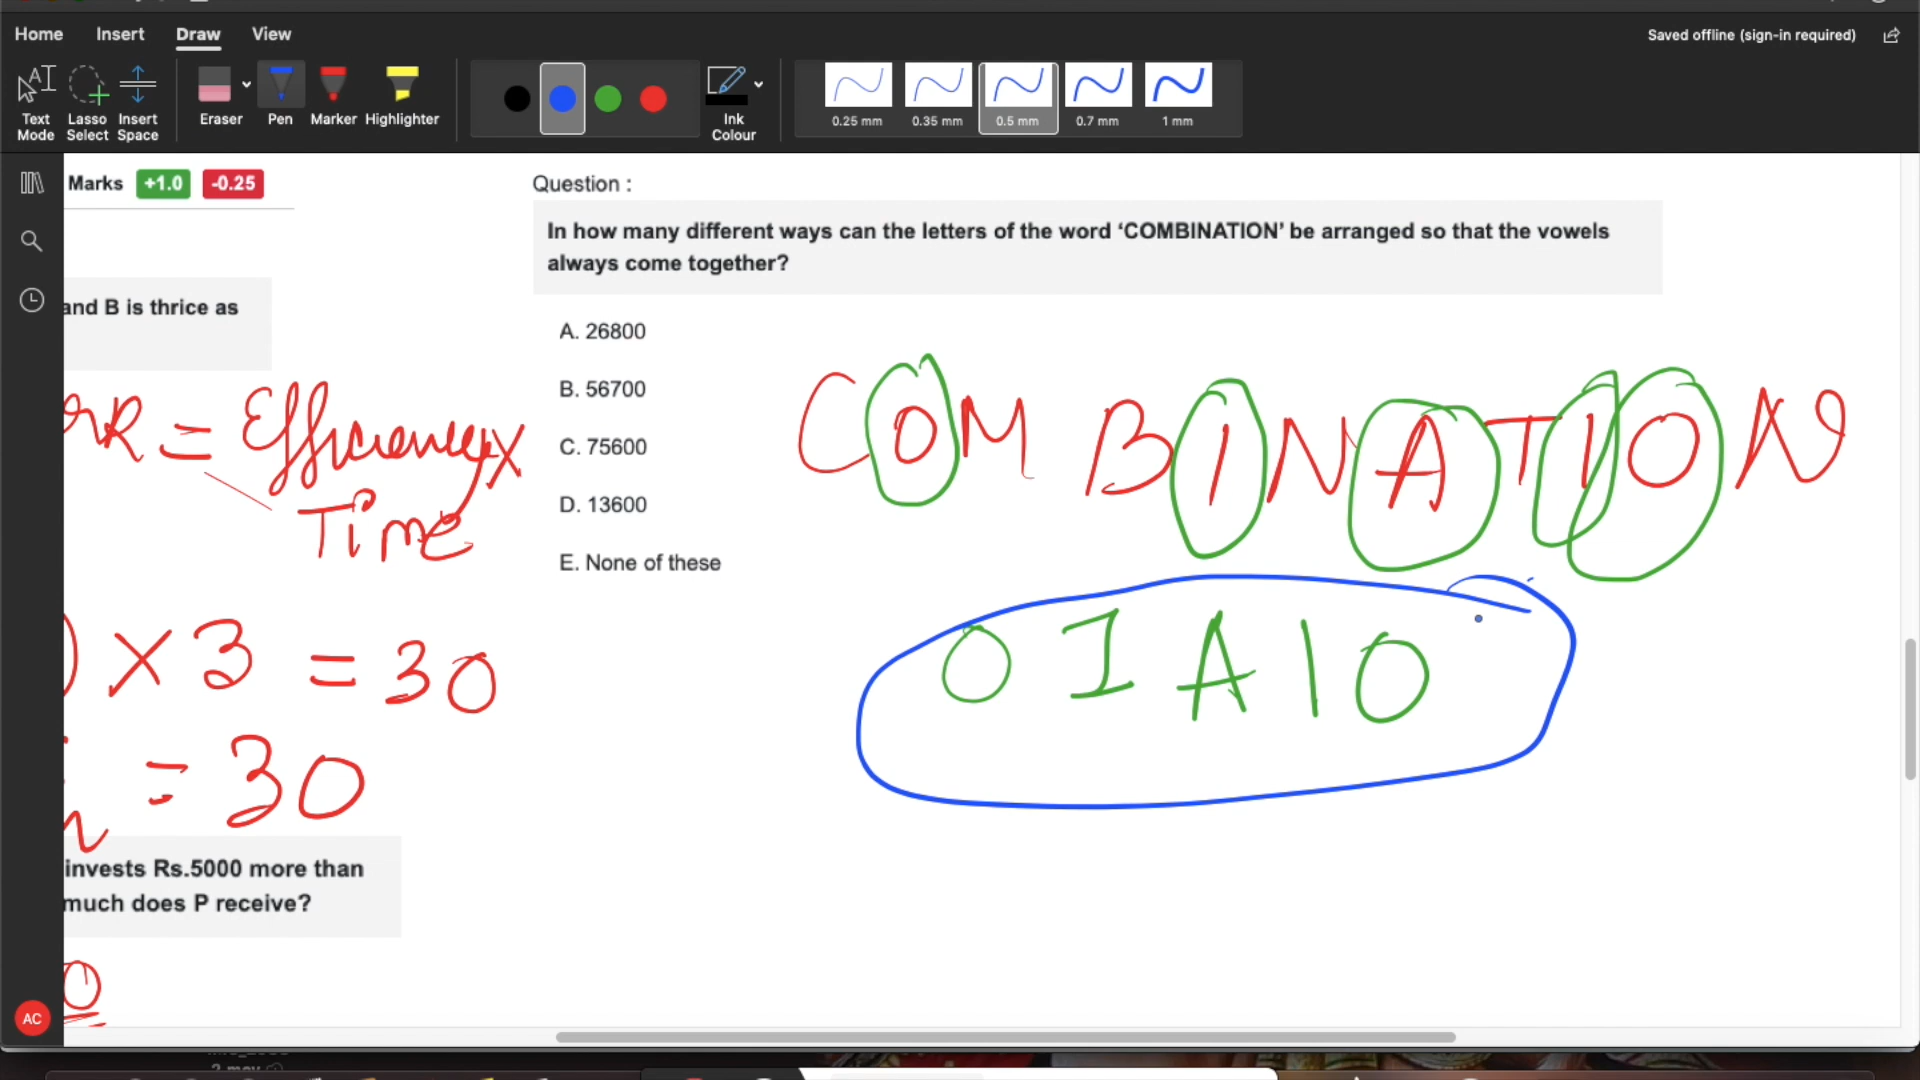 Home Insert Draw View
Saved offline (sign-in required)
Text Mode
Lasso Select
Insert Space
Eraser
Pen
Marker
Highlighter
Ink Colour
0.25 mm
0.35 mm
0.5 mm
0.7 mm
1 mm
Marks +1.0 -0.25
and B is thrice as
= Efficiency X
Time
X 3 = 30
= 30
invests Rs.5000 more than
much does P receive?
AC
Question :
In how many different ways can the letters of the word ‘COMBINATION’ be arranged so that the vowels
always come together?
A. 26800
B. 56700
C. 75600
D. 13600
E. None of these
COMBINATION
O I A I O